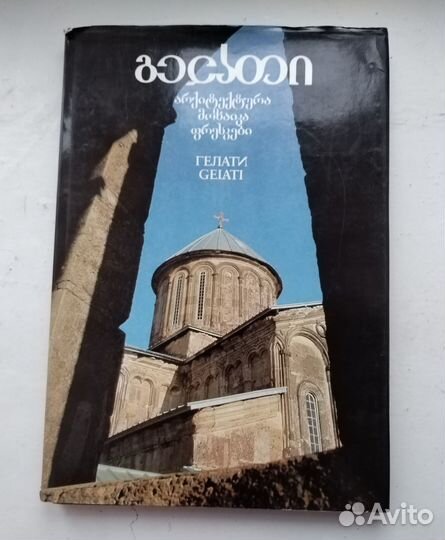 გელათი
არქიტექტურა
მოზაიკა
ფრესკები
ГЕЛАТИ
GELATI
Avito